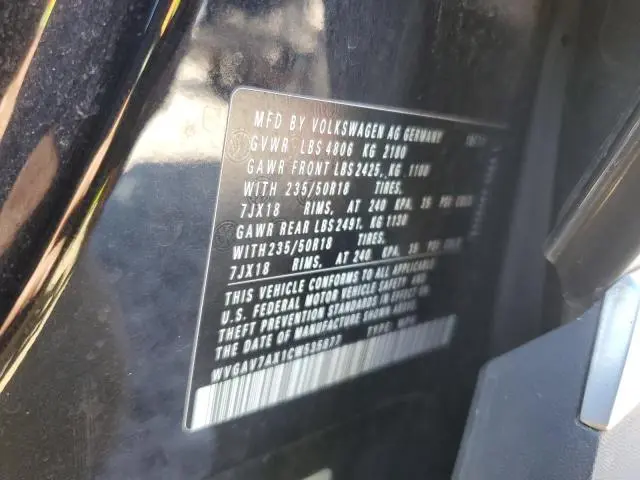 MFD BY VOLKSWAGEN AG GERMANY
GVWR LBS 4806 KG 2180
GAWR FRONT LBS 2425, KG 1100
WITH 235/50R18 TIRES,
7JX18 RIMS, AT 240 KPA, 35 PSI COLD
GAWR REAR LBS 2491, KG 1130
WITH 235/50R18 TIRES,
7JX18 RIMS, AT 240 KPA, 35 PSI COLD
THIS VEHICLE CONFORMS TO ALL APPLICABLE
U.S. FEDERAL MOTOR VEHICLE SAFETY AND
THEFT PREVENTION STANDARDS IN EFFECT ON
THE DATE OF MANUFACTURE SHOWN ABOVE.
TYPE: MPV